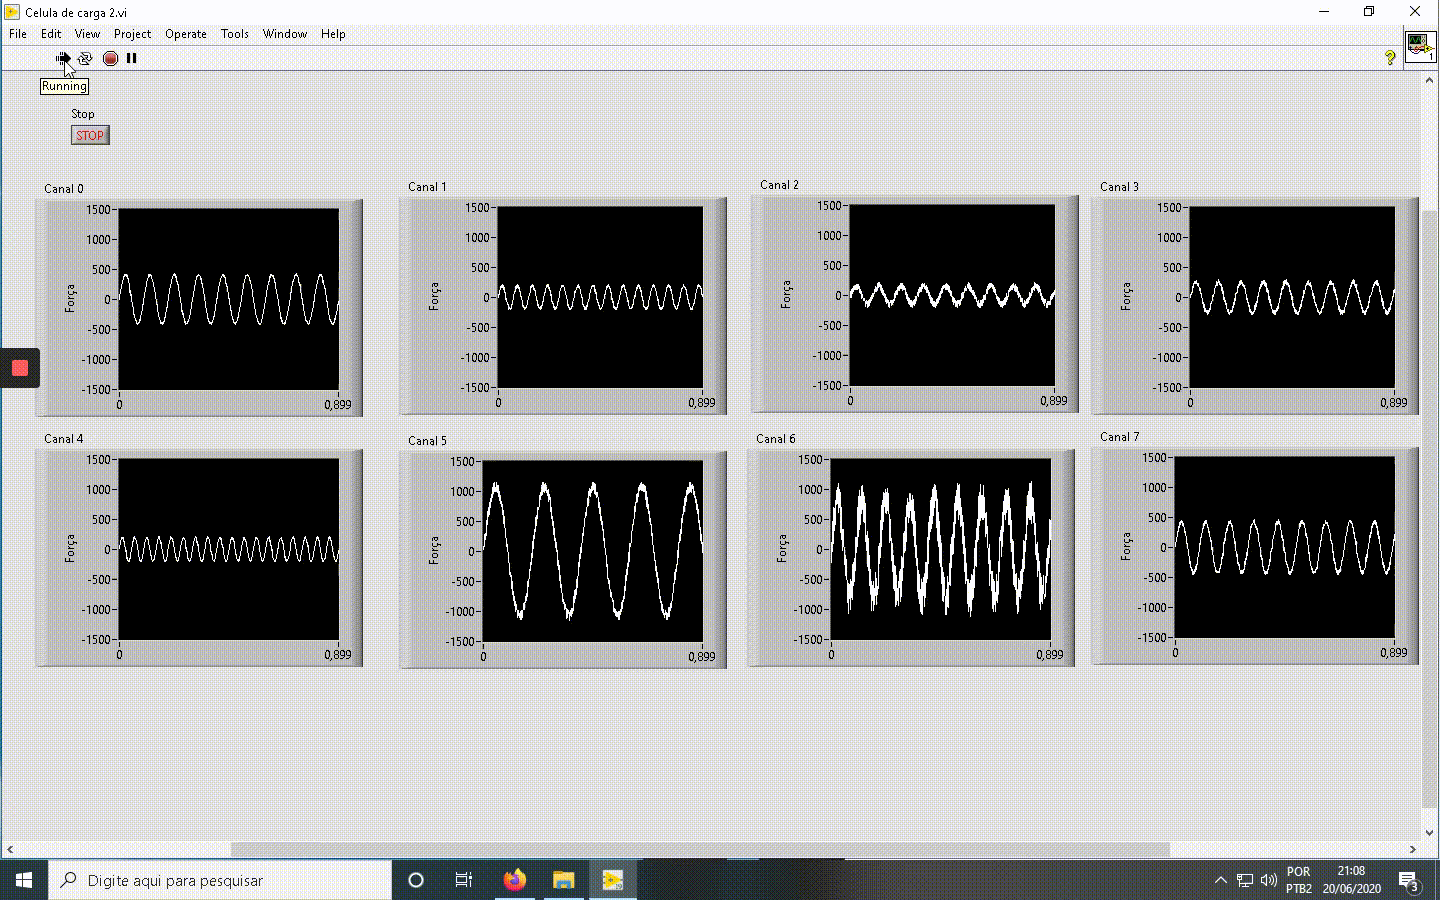 Celula de carga 2.vi
File Edit View Project Operate Tools Window Help
?
1
Running
Stop
STOP
Canal 0
1500
1000
500
0
-500
-1000
-1500
Força
0 0,899
Canal 1
1500
1000
500
0
-500
-1000
-1500
Força
0 0,899
Canal 2
1500
1000
500
0
-500
-1000
-1500
Força
0 0,899
Canal 3
1500
1000
500
0
-500
-1000
-1500
Força
0 0,899
Canal 4
1500
1000
500
0
-500
-1000
-1500
Força
0 0,899
Canal 5
1500
1000
500
0
-500
-1000
-1500
Força
0 0,899
Canal 6
1500
1000
500
0
-500
-1000
-1500
Força
0 0,899
Canal 7
1500
1000
500
0
-500
-1000
-1500
Força
0 0,899
Digite aqui para pesquisar
POR
PTB2
21:08
20/06/2020
3